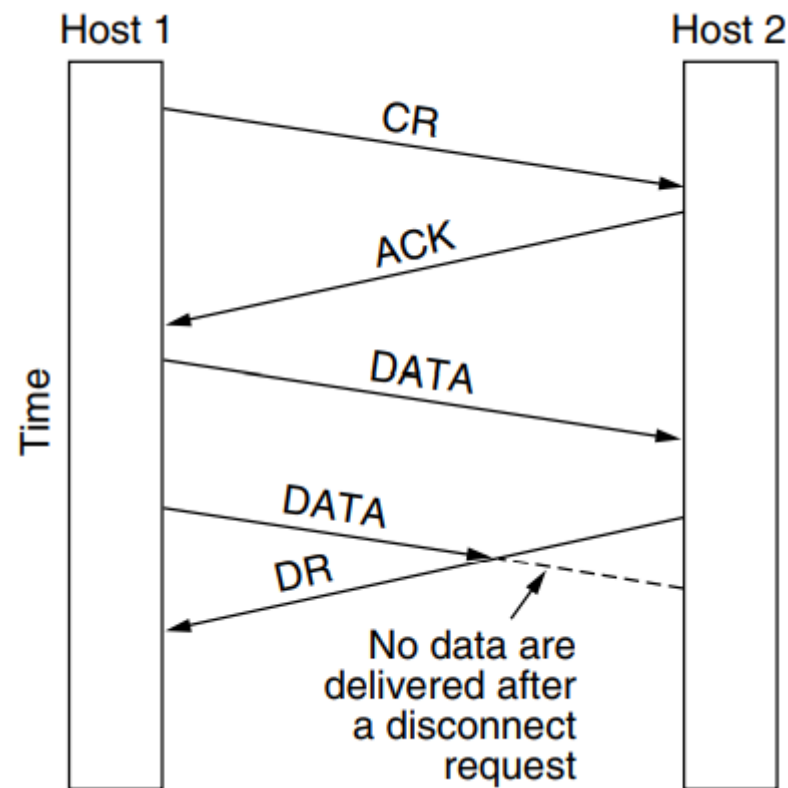 Host 1
Host 2
CR
ACK
DATA
Time
DATA
DR
No data are
delivered after
a disconnect
request